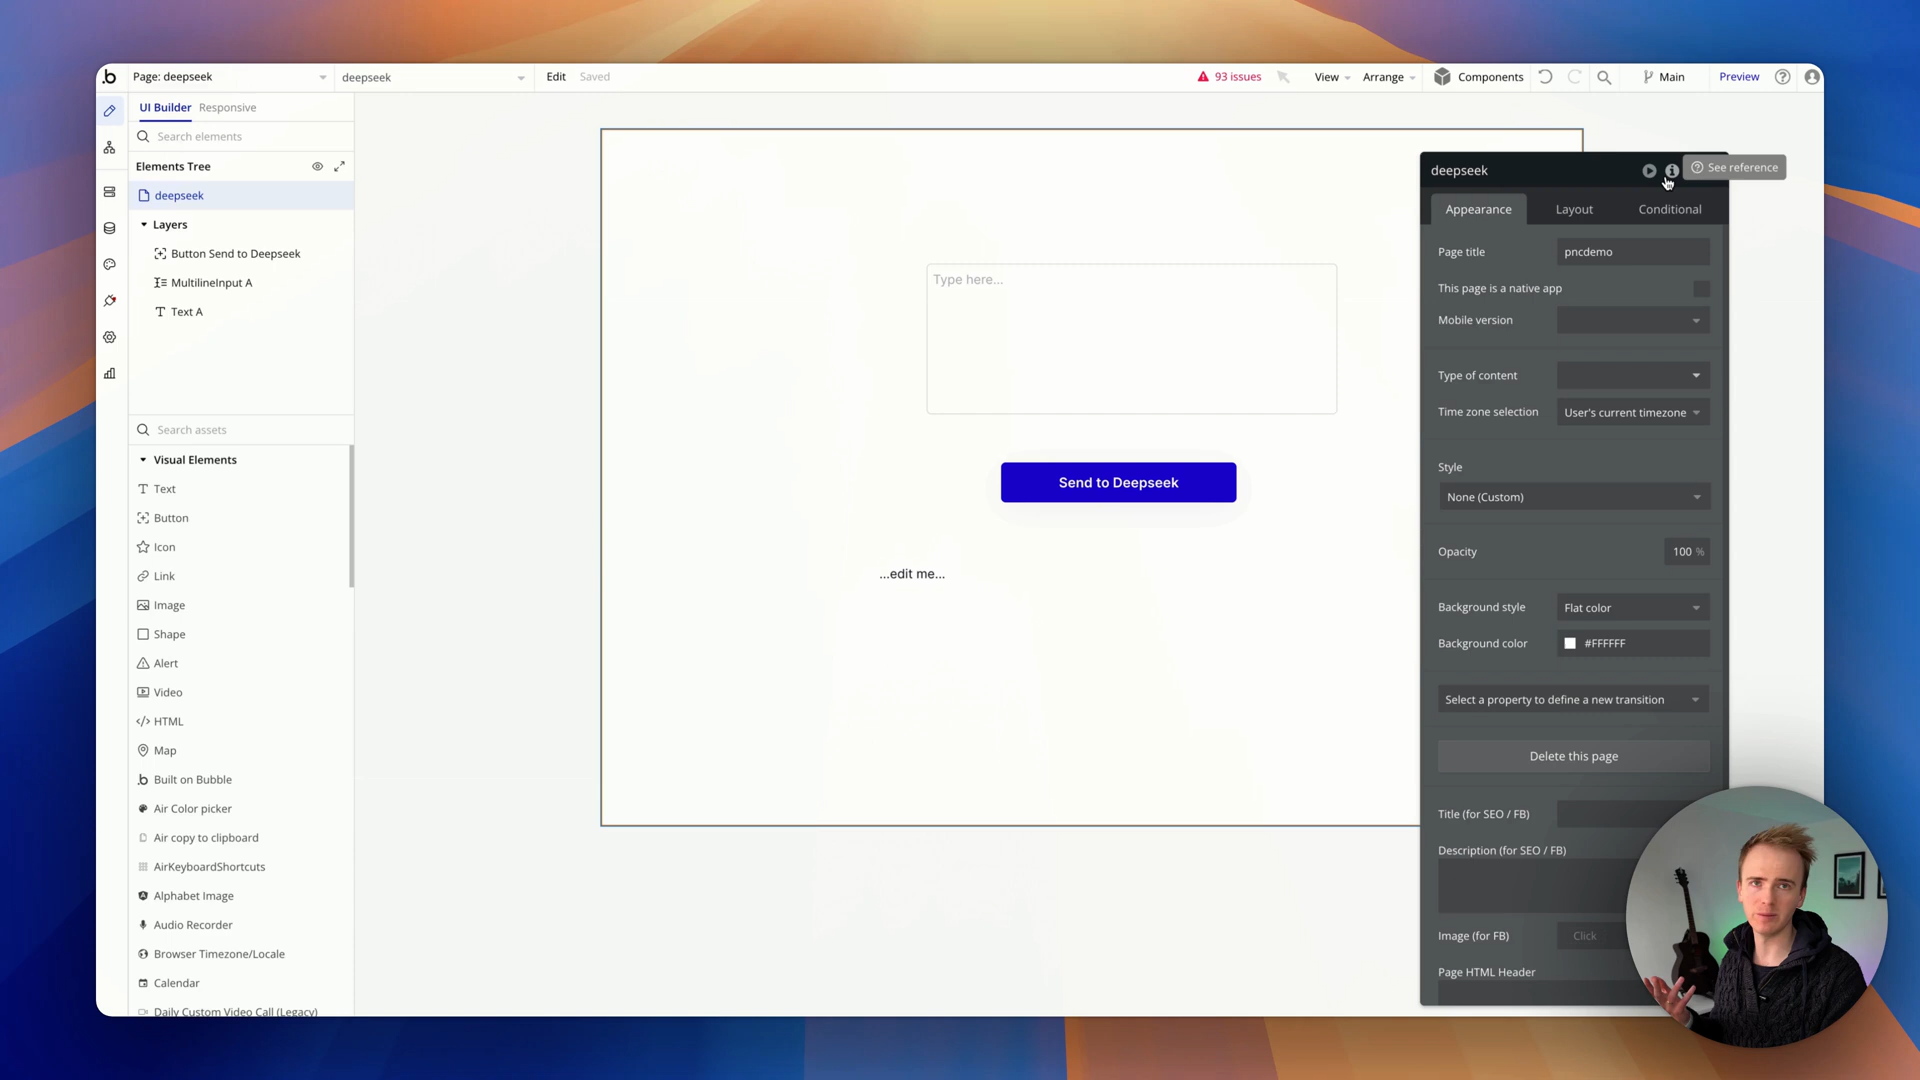 Page: deepseek
deepseek
Edit
Saved
93 issues
View
Arrange
Components
Main
Preview
UI Builder
Responsive
Search elements
Elements Tree
deepseek
Layers
Button Send to Deepseek
MultilineInput A
Text A
Search assets
Visual Elements
Text
Button
Icon
Link
Image
Shape
Alert
Video
HTML
Map
Built on Bubble
Air Color picker
Air copy to clipboard
AirKeyboardShortcuts
Alphabet Image
Audio Recorder
Browser Timezone/Locale
Calendar
Daily Custom Video Call (Legacy)
Type here...
Send to Deepseek
...edit me...
deepseek
See reference
Appearance
Layout
Conditional
Page title
pncdemo
This page is a native app
Mobile version
Type of content
Time zone selection
User's current timezone
Style
None (Custom)
Opacity
100 %
Background style
Flat color
Background color
#FFFFFF
Select a property to define a new transition
Delete this page
Title (for SEO / FB)
Description (for SEO / FB)
Image (for FB)
Click
Page HTML Header